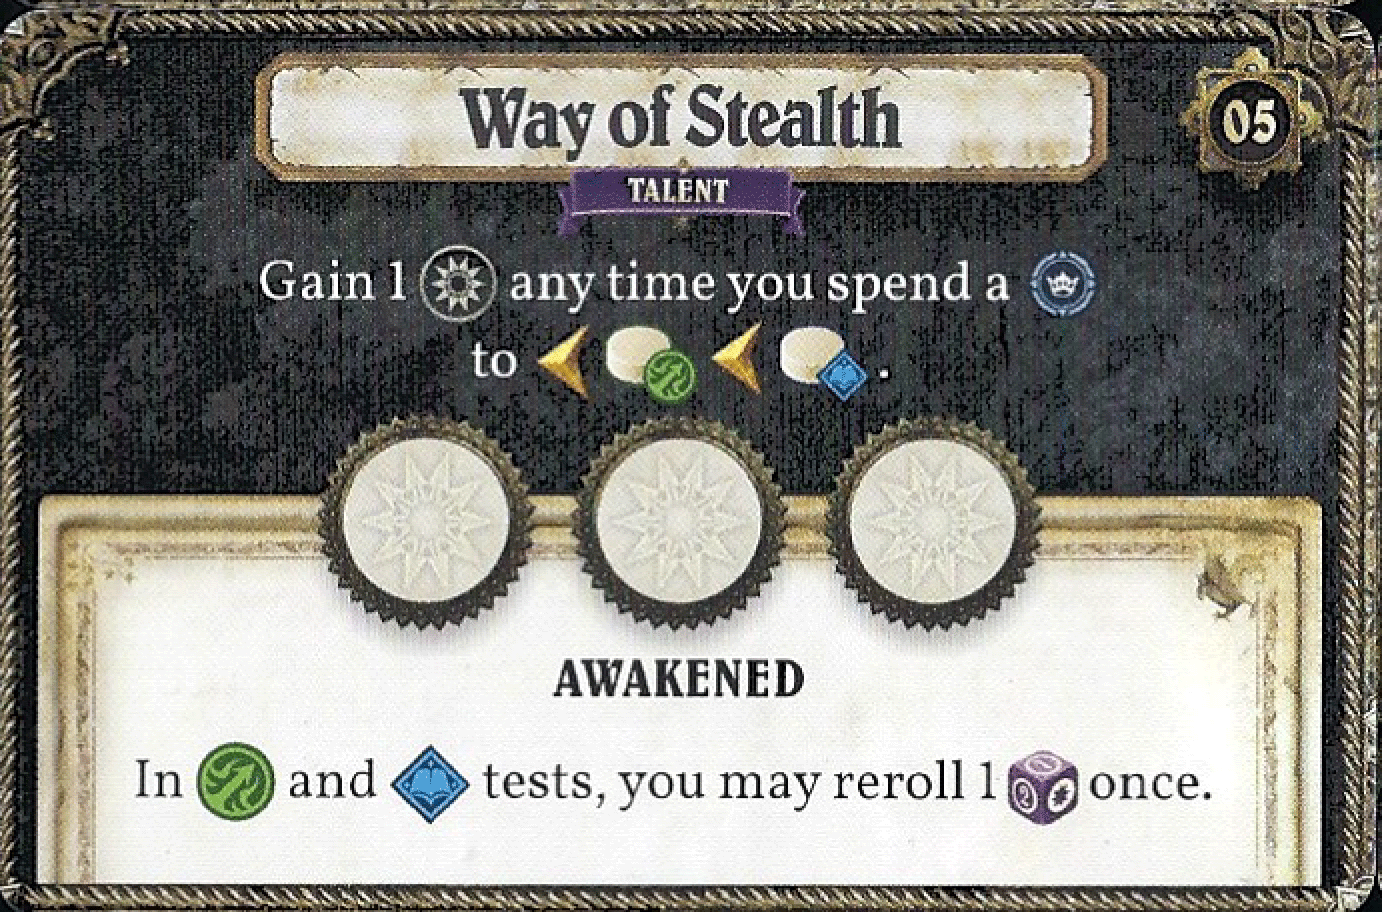 Way of Stealth
05
TALENT
Gain 1 any time you spend a
to .
AWAKENED
In and tests, you may reroll 1 once.